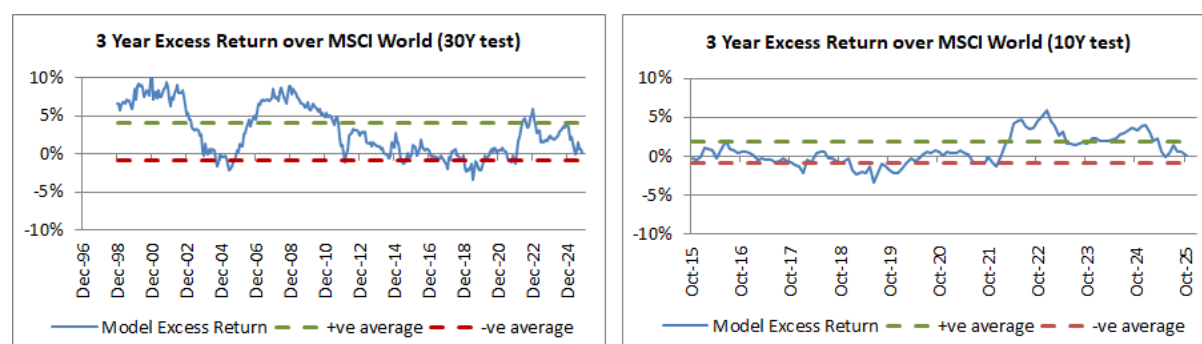 3 Year Excess Return over MSCI World (30Y test)
10%
5%
0%
-5%
-10%
Dec-96
Dec-98
Dec-00
Dec-02
Dec-04
Dec-06
Dec-08
Dec-10
Dec-12
Dec-14
Dec-16
Dec-18
Dec-20
Dec-22
Dec-24
Model Excess Return
+ve average
-ve average
3 Year Excess Return over MSCI World (10Y test)
10%
5%
0%
-5%
-10%
Oct-15
Oct-16
Oct-17
Oct-18
Oct-19
Oct-20
Oct-21
Oct-22
Oct-23
Oct-24
Oct-25
Model Excess Return
+ve average
-ve average